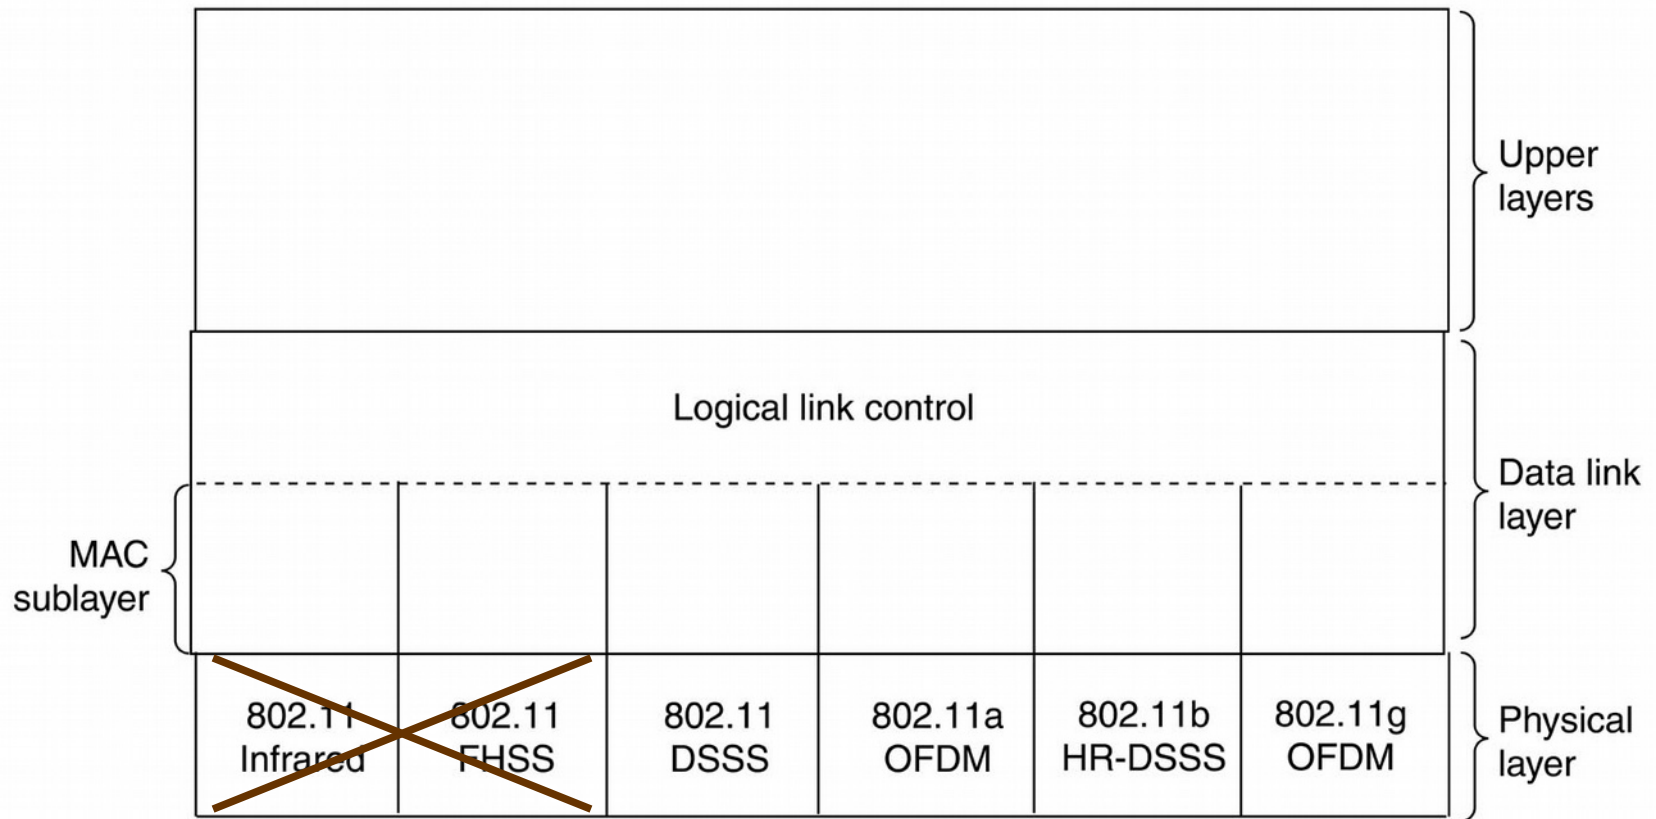 Upper
layers
Logical link control
Data link
layer
MAC
sublayer
802.11
Infrared
802.11
FHSS
802.11
DSSS
802.11a
OFDM
802.11b
HR-DSSS
802.11g
OFDM
Physical
layer